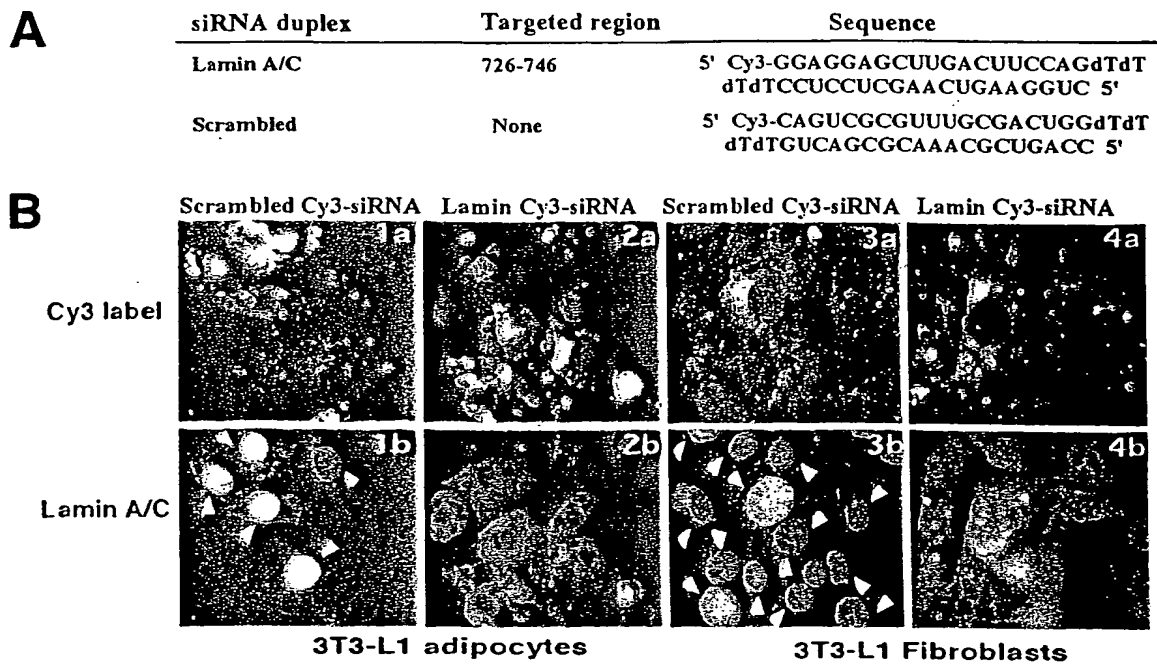 A
siRNA duplex Targeted region Sequence
Lamin A/C 726-746 5' Cy3-GGAGGAGCUUGACUUCCAGdTdT
dTdTCCUCCUCGAACUGAAGGUC 5'
Scrambled None 5' Cy3-CAGUCGCGUUUGCGACUGGdTdT
dTdTGUCAGCGCAAACGCUGACC 5'
B
Scrambled Cy3-siRNA Lamin Cy3-siRNA Scrambled Cy3-siRNA Lamin Cy3-siRNA
1a 2a 3a 4a
Cy3 label
1b 2b 3b 4b
Lamin A/C
3T3-L1 adipocytes 3T3-L1 Fibroblasts